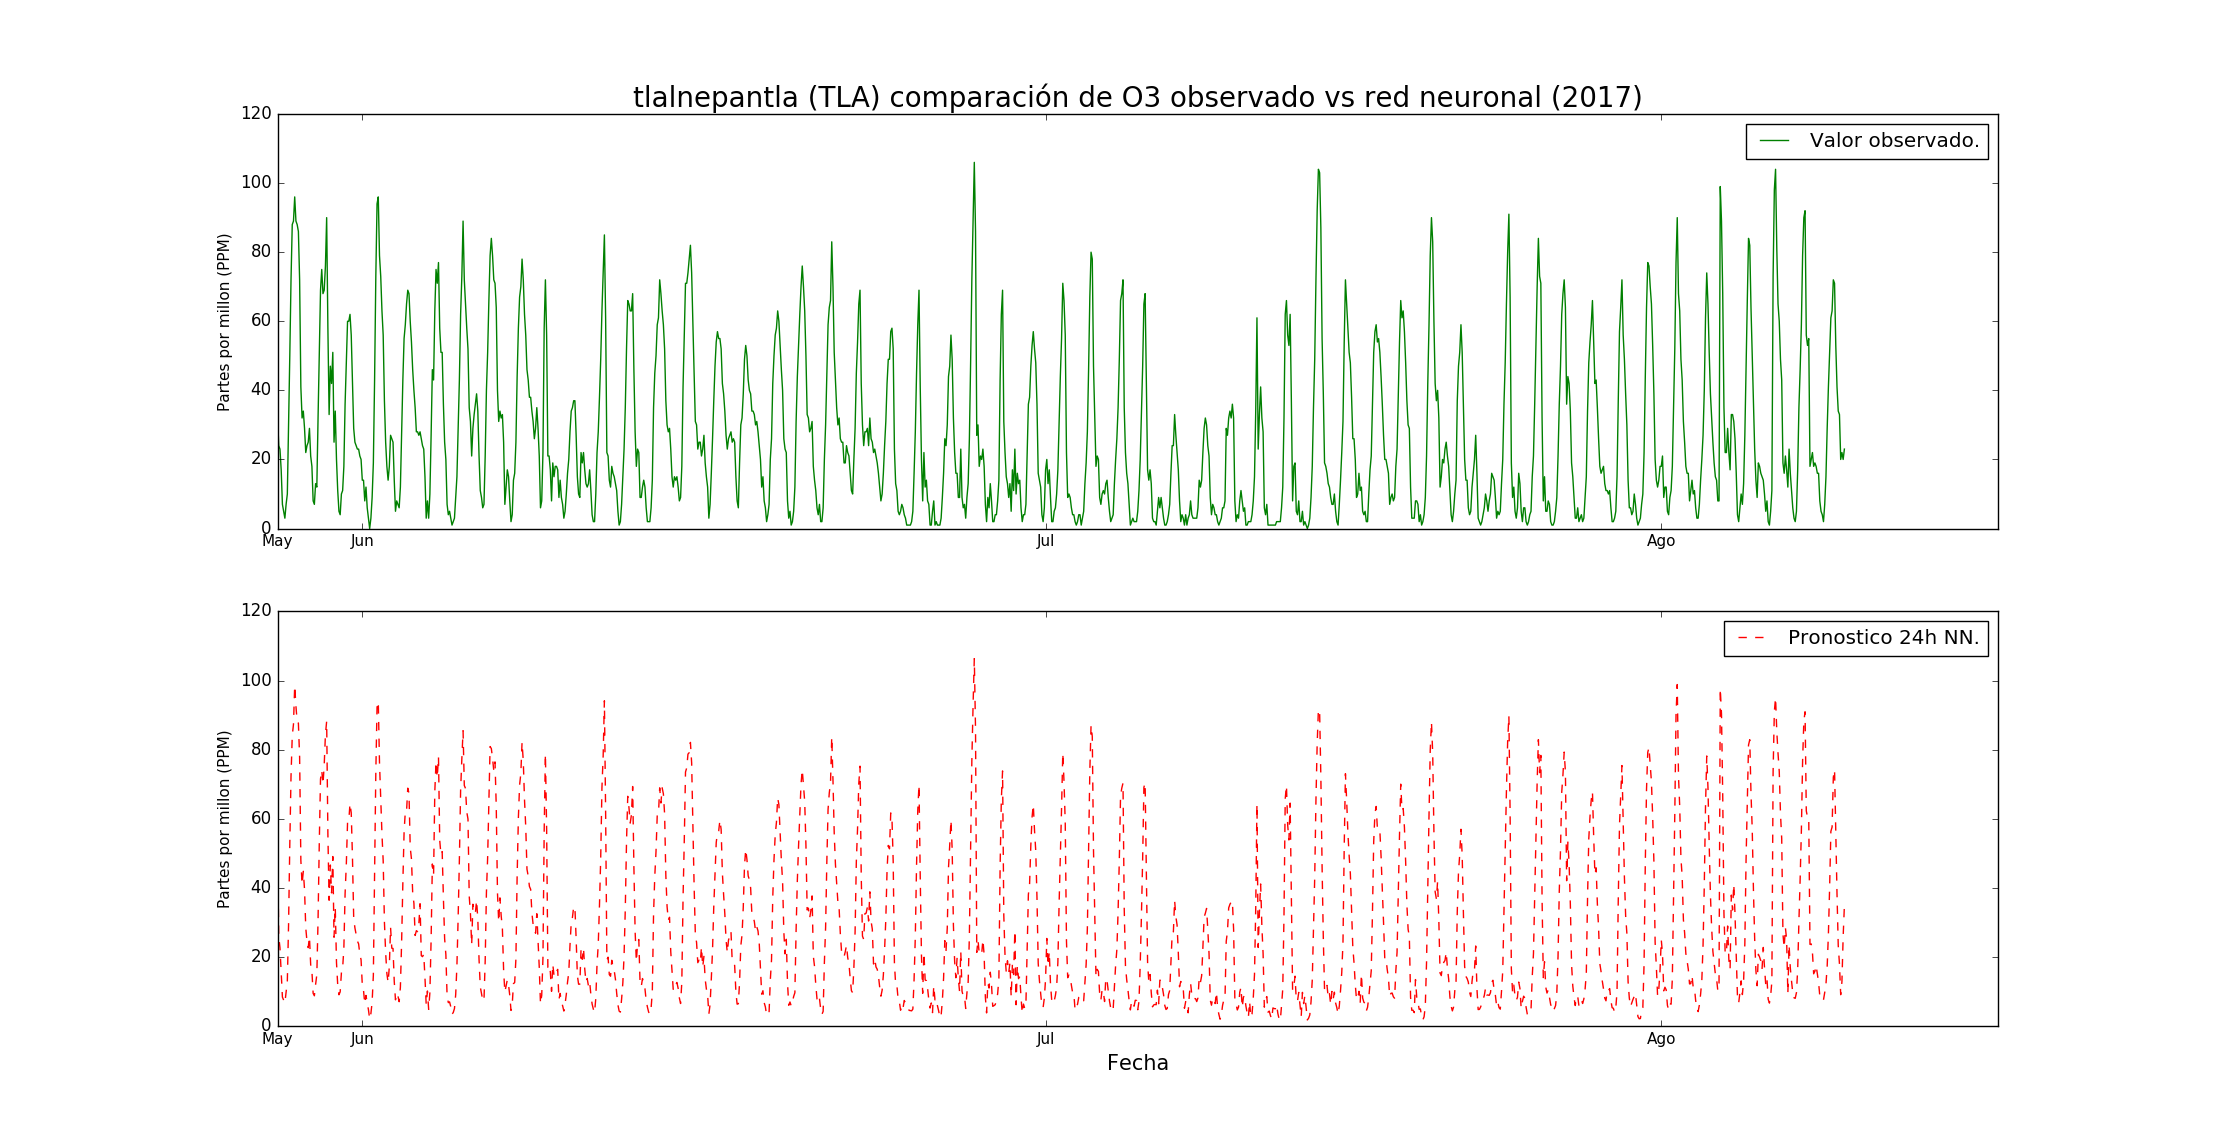 tlalnepantla (TLA) comparación de O3 observado vs red neuronal (2017)
120
100
80
60
40
20
0
Partes por millon (PPM)
Valor observado.
May Jun Jul Ago
120
100
80
60
40
20
0
Partes por millon (PPM)
Pronostico 24h NN.
May Jun Jul Ago
Fecha